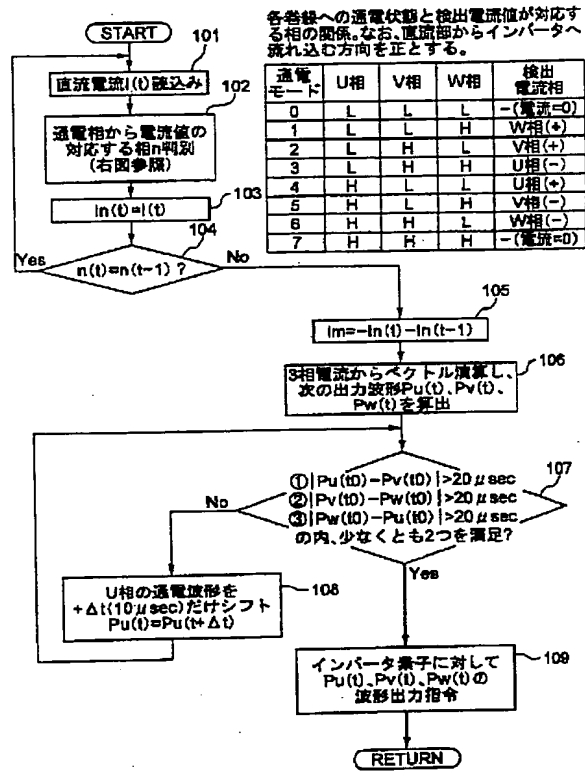 START
101
直流電流I(t)読込み
102
通電相から電流値の
対応する相n判別
(右図参照)
103
In(t)=I(t)
104
n(t)=n(t-1) ?
Yes
No
各巻線への通電状態と検出電流値が対応す
る相の関係。なお、直流部からインバータへ
流れ込む方向を正とする。
通電モード U相 V相 W相 検出電流相
0 L L L -(電流=0)
1 L L H W相(+)
2 L H L V相(+)
3 L H H U相(-)
4 H L L U相(+)
5 H L H V相(-)
6 H H L W相(-)
7 H H H -(電流=0)
105
Im=-In(t)-In(t-1)
106
3相電流からベクトル演算し、
次の出力波形Pu(t)、Pv(t)、
Pw(t)を算出
107
①|Pu(t0)-Pv(t0)|>20μsec
②|Pv(t0)-Pw(t0)|>20μsec
③|Pw(t0)-Pu(t0)|>20μsec
の内、少なくとも2つを満足?
No
Yes
108
U相の通電波形を
+Δt(10μsec)だけシフト
Pu(t)=Pu(t+Δt)
109
インバータ素子に対して
Pu(t)、Pv(t)、Pw(t)の
波形出力指令
RETURN